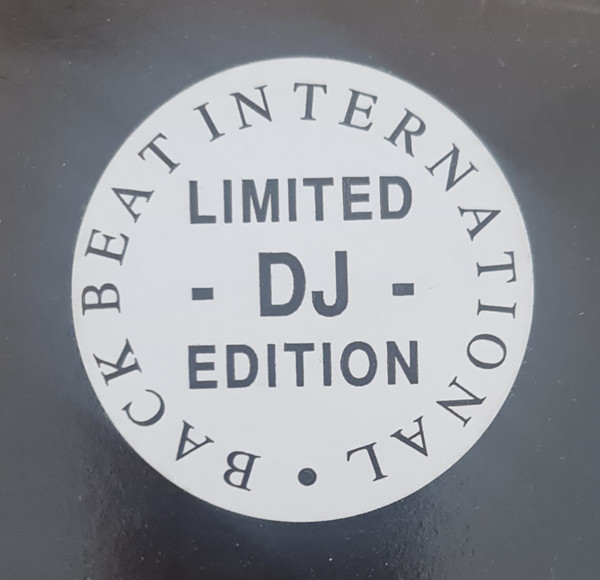 BACK BEAT INTERNATIONAL •
LIMITED
- DJ -
EDITION